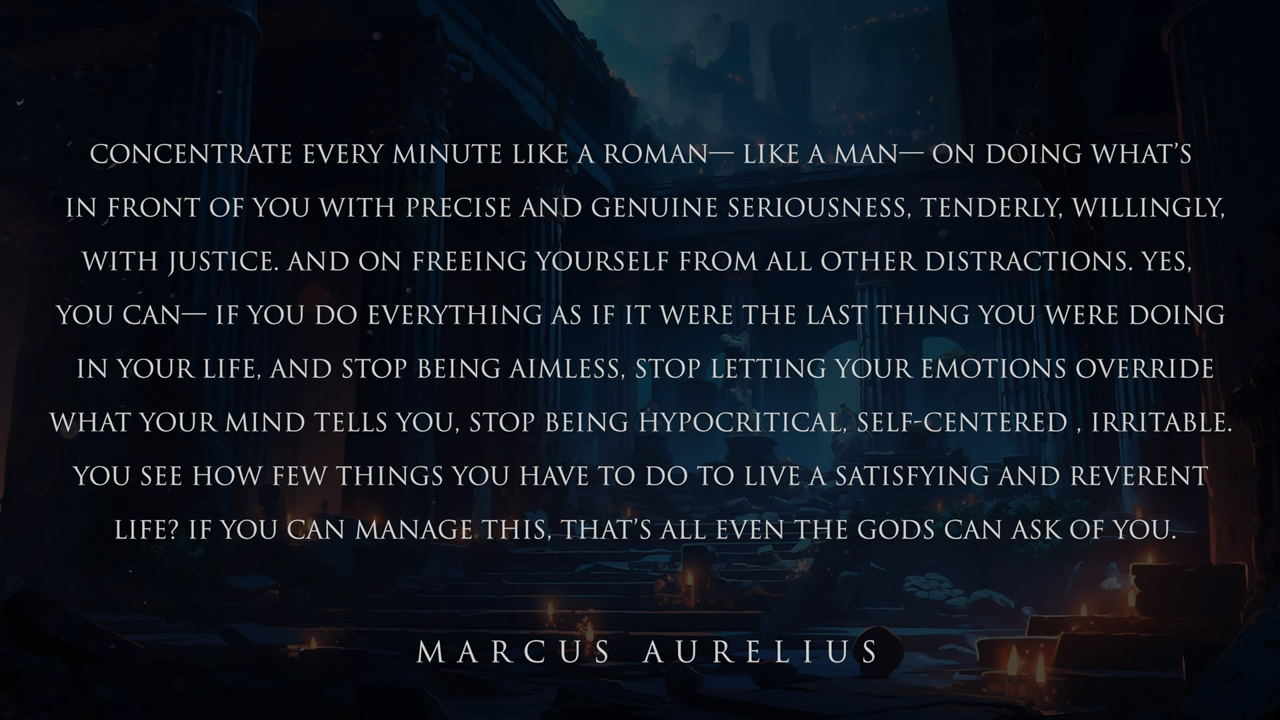 CONCENTRATE EVERY MINUTE LIKE A ROMAN— LIKE A MAN— ON DOING WHAT’S
IN FRONT OF YOU WITH PRECISE AND GENUINE SERIOUSNESS, TENDERLY, WILLINGLY,
WITH JUSTICE. AND ON FREEING YOURSELF FROM ALL OTHER DISTRACTIONS. YES,
YOU CAN— IF YOU DO EVERYTHING AS IF IT WERE THE LAST THING YOU WERE DOING
IN YOUR LIFE, AND STOP BEING AIMLESS, STOP LETTING YOUR EMOTIONS OVERRIDE
WHAT YOUR MIND TELLS YOU, STOP BEING HYPOCRITICAL, SELF-CENTERED , IRRITABLE.
YOU SEE HOW FEW THINGS YOU HAVE TO DO TO LIVE A SATISFYING AND REVERENT
LIFE? IF YOU CAN MANAGE THIS, THAT’S ALL EVEN THE GODS CAN ASK OF YOU.
MARCUS AURELIUS